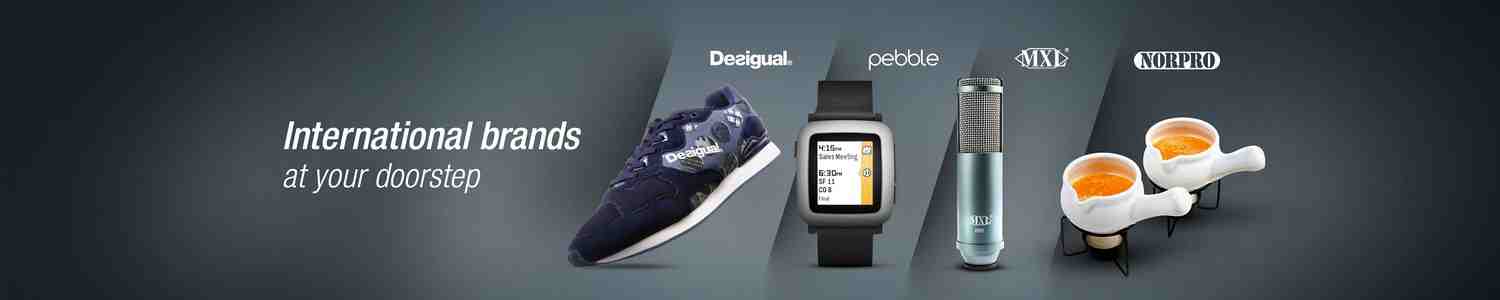 International brands
at your doorstep
Desigual®
pebble
MXL®
NORPRO
Desigual
4:15PM
Sales Meeting
6:30PM
SF 11
CO 8
Final
MXL